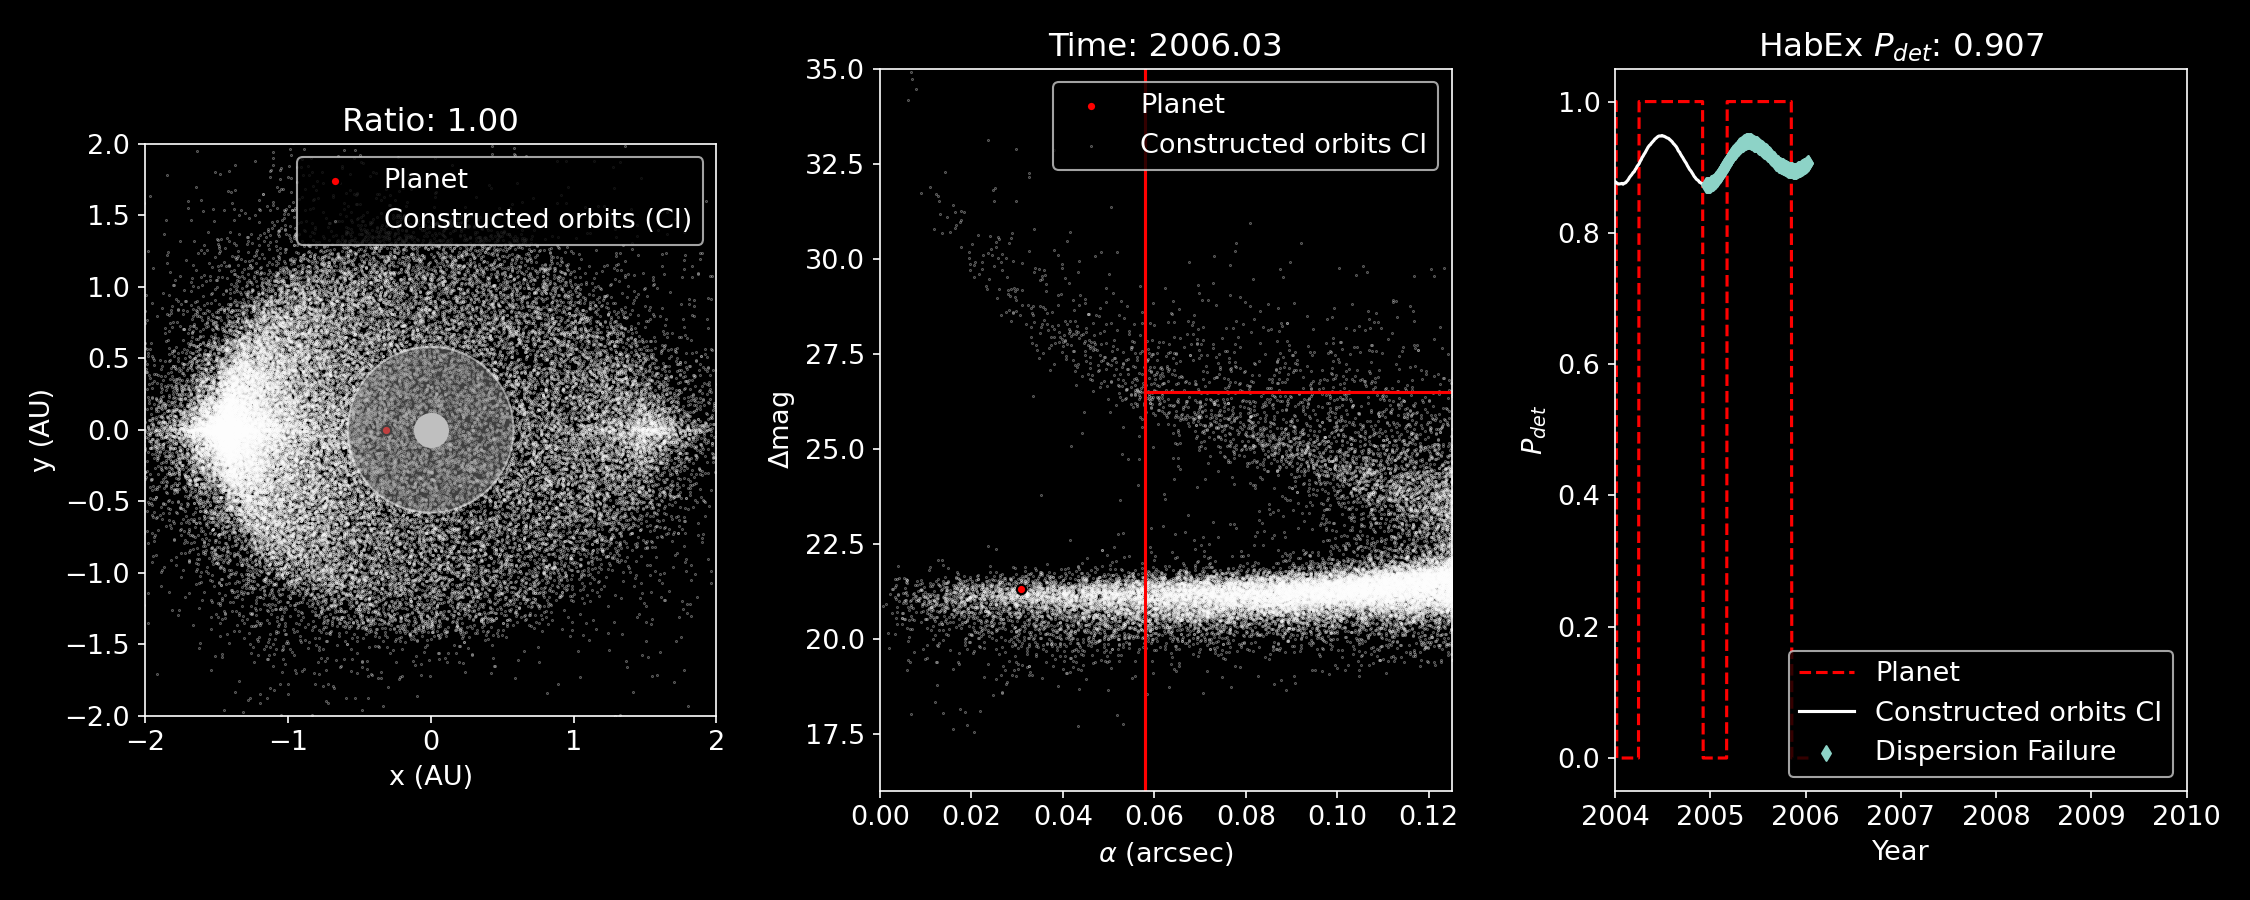 Ratio: 1.00
Planet
Constructed orbits (CI)
2.0
1.5
1.0
0.5
0.0
−0.5
−1.0
−1.5
−2.0
y (AU)
−2
−1
0
1
2
x (AU)
Time: 2006.03
Planet
Constructed orbits CI
35.0
32.5
30.0
27.5
25.0
22.5
20.0
17.5
Δmag
0.00
0.02
0.04
0.06
0.08
0.10
0.12
α (arcsec)
HabEx P_det: 0.907
1.0
0.8
0.6
0.4
0.2
0.0
P_det
Planet
Constructed orbits CI
Dispersion Failure
2004
2005
2006
2007
2008
2009
2010
Year